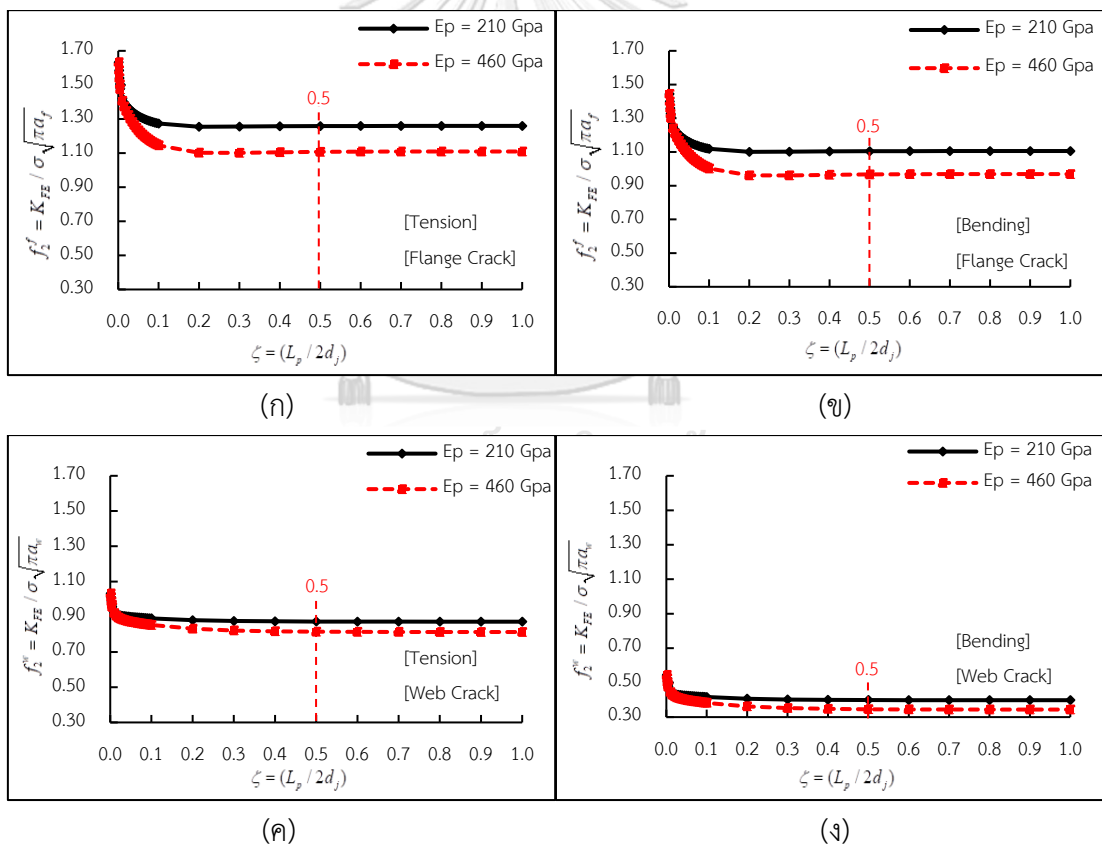 Ep = 210 Gpa
Ep = 460 Gpa
1.70
1.50
1.30
1.10
0.90
0.70
0.50
0.30
f₂ᶠ = K_FE / σ√πa_f
0.5
[Tension]
[Flange Crack]
0.0 0.1 0.2 0.3 0.4 0.5 0.6 0.7 0.8 0.9 1.0
ζ = (L_p / 2d_j)
(ก)
Ep = 210 Gpa
Ep = 460 Gpa
1.70
1.50
1.30
1.10
0.90
0.70
0.50
0.30
f₂ᶠ = K_FE / σ√πa_f
0.5
[Bending]
[Flange Crack]
0.0 0.1 0.2 0.3 0.4 0.5 0.6 0.7 0.8 0.9 1.0
ζ = (L_p / 2d_j)
(ข)
Ep = 210 Gpa
Ep = 460 Gpa
1.70
1.50
1.30
1.10
0.90
0.70
0.50
0.30
f₂ʷ = K_FE / σ√πa_w
0.5
[Tension]
[Web Crack]
0.0 0.1 0.2 0.3 0.4 0.5 0.6 0.7 0.8 0.9 1.0
ζ = (L_p / 2d_j)
(ค)
Ep = 210 Gpa
Ep = 460 Gpa
1.70
1.50
1.30
1.10
0.90
0.70
0.50
0.30
f₂ʷ = K_FE / σ√πa_w
[Bending]
0.5
[Web Crack]
0.0 0.1 0.2 0.3 0.4 0.5 0.6 0.7 0.8 0.9 1.0
ζ = (L_p / 2d_j)
(ง)